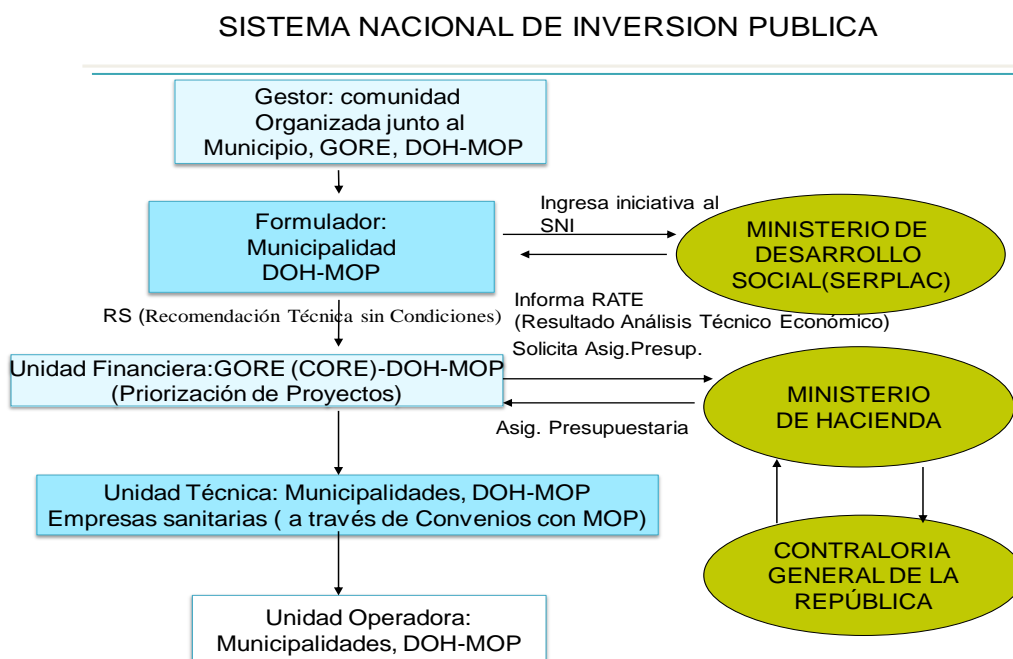 SISTEMA NACIONAL DE INVERSION PUBLICA
Gestor: comunidad
Organizada junto al
Municipio, GORE, DOH-MOP
Formulador:
Municipalidad
DOH-MOP
Ingresa iniciativa al
SNI
MINISTERIO DE
DESARROLLO
SOCIAL(SERPLAC)
RS (Recomendación Técnica sin Condiciones)
Informa RATE
(Resultado Análisis Técnico Económico)
Solicita Asig.Presup.
Unidad Financiera:GORE (CORE)-DOH-MOP
(Priorización de Proyectos)
Asig. Presupuestaria
MINISTERIO
DE HACIENDA
Unidad Técnica: Municipalidades, DOH-MOP
Empresas sanitarias ( a través de Convenios con MOP)
CONTRALORIA
GENERAL DE LA
REPÚBLICA
Unidad Operadora:
Municipalidades, DOH-MOP